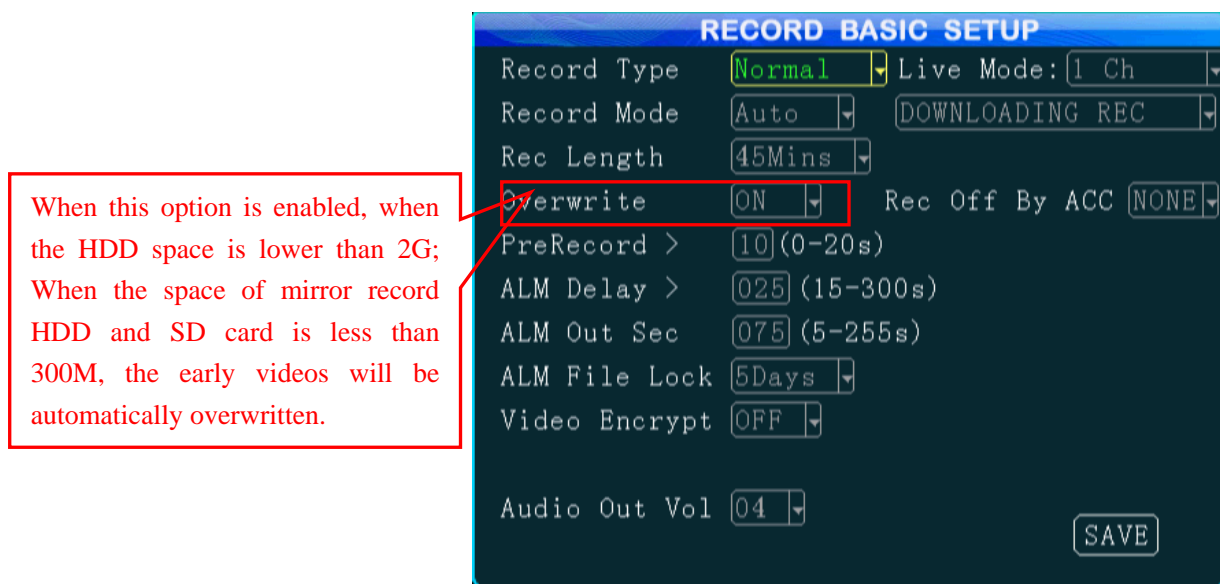 RECORD BASIC SETUP
Record Type Normal Live Mode: 1 Ch
Record Mode Auto DOWNLOADING REC
Rec Length 45Mins
Overwrite ON Rec Off By ACC NONE
PreRecord > 10 (0-20s)
ALM Delay > 025 (15-300s)
ALM Out Sec 075 (5-255s)
ALM File Lock 5Days
Video Encrypt OFF
Audio Out Vol 04
SAVE
When this option is enabled, when
the HDD space is lower than 2G;
When the space of mirror record
HDD and SD card is less than
300M, the early videos will be
automatically overwritten.